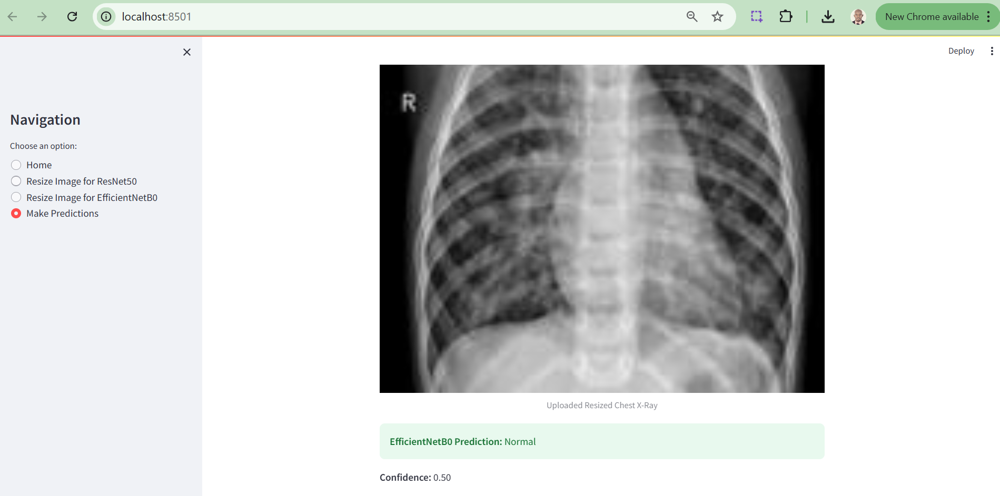 localhost:8501
New Chrome available
Deploy
R
Navigation
Choose an option:
Home
Resize Image for ResNet50
Resize Image for EfficientNetB0
Make Predictions
Uploaded Resized Chest X-Ray
EfficientNetB0 Prediction: Normal
Confidence: 0.50